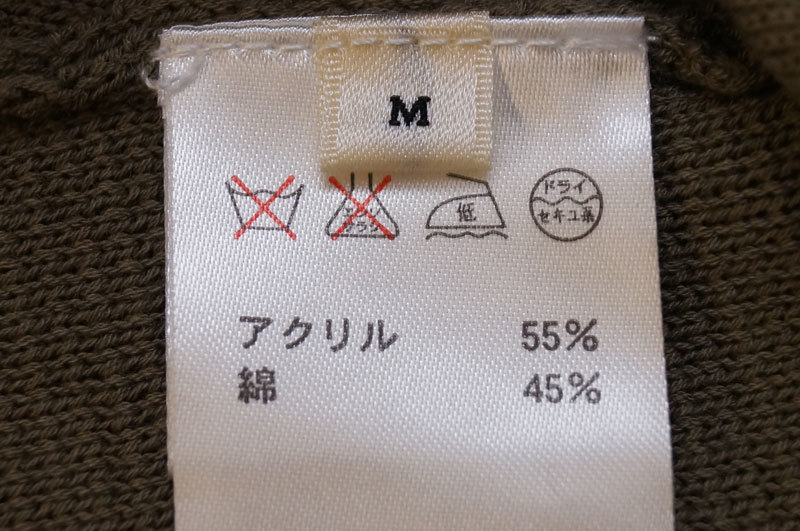 M
低
ドライ
セキユ系
アクリル 55%
綿 45%